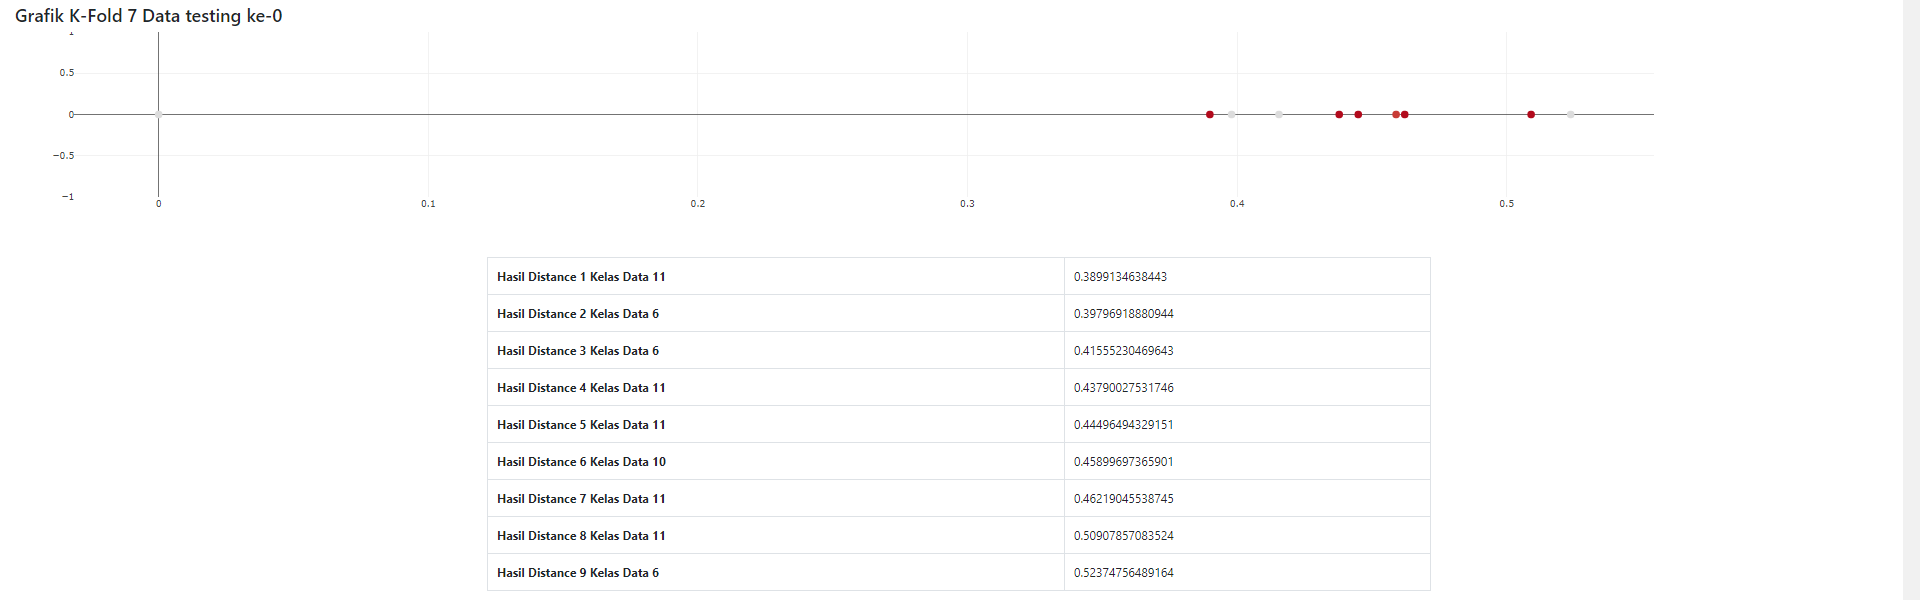 Grafik K-Fold 7 Data testing ke-0
1
0.5
0
−0.5
−1
0 0.1 0.2 0.3 0.4 0.5
Hasil Distance 1 Kelas Data 11 0.3899134638443
Hasil Distance 2 Kelas Data 6 0.39796918880944
Hasil Distance 3 Kelas Data 6 0.41555230469643
Hasil Distance 4 Kelas Data 11 0.43790027531746
Hasil Distance 5 Kelas Data 11 0.44496494329151
Hasil Distance 6 Kelas Data 10 0.45899697365901
Hasil Distance 7 Kelas Data 11 0.46219045538745
Hasil Distance 8 Kelas Data 11 0.50907857083524
Hasil Distance 9 Kelas Data 6 0.52374756489164